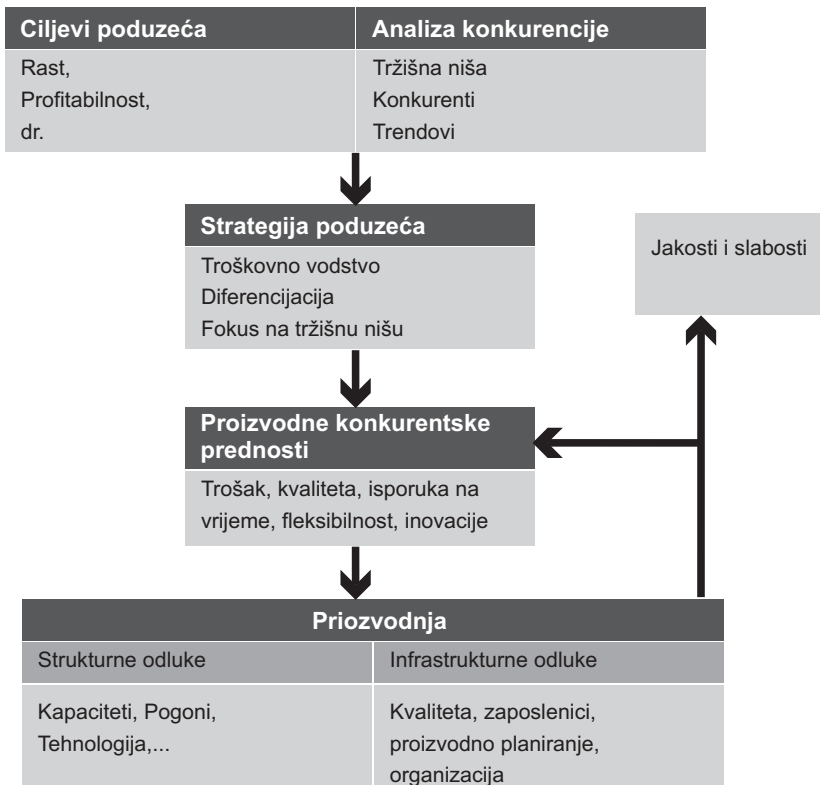 Ciljevi poduzeća
Rast,
Profitabilnost,
dr.
Analiza konkurencije
Tržišna niša
Konkurenti
Trendovi
Strategija poduzeća
Troškovno vodstvo
Diferencijacija
Fokus na tržišnu nišu
Jakosti i slabosti
Proizvodne konkurentske
prednosti
Trošak, kvaliteta, isporuka na
vrijeme, fleksibilnost, inovacije
Priozvodnja
Strukturne odluke
Kapaciteti, Pogoni,
Tehnologija,...
Infrastrukturne odluke
Kvaliteta, zaposlenici,
proizvodno planiranje,
organizacija